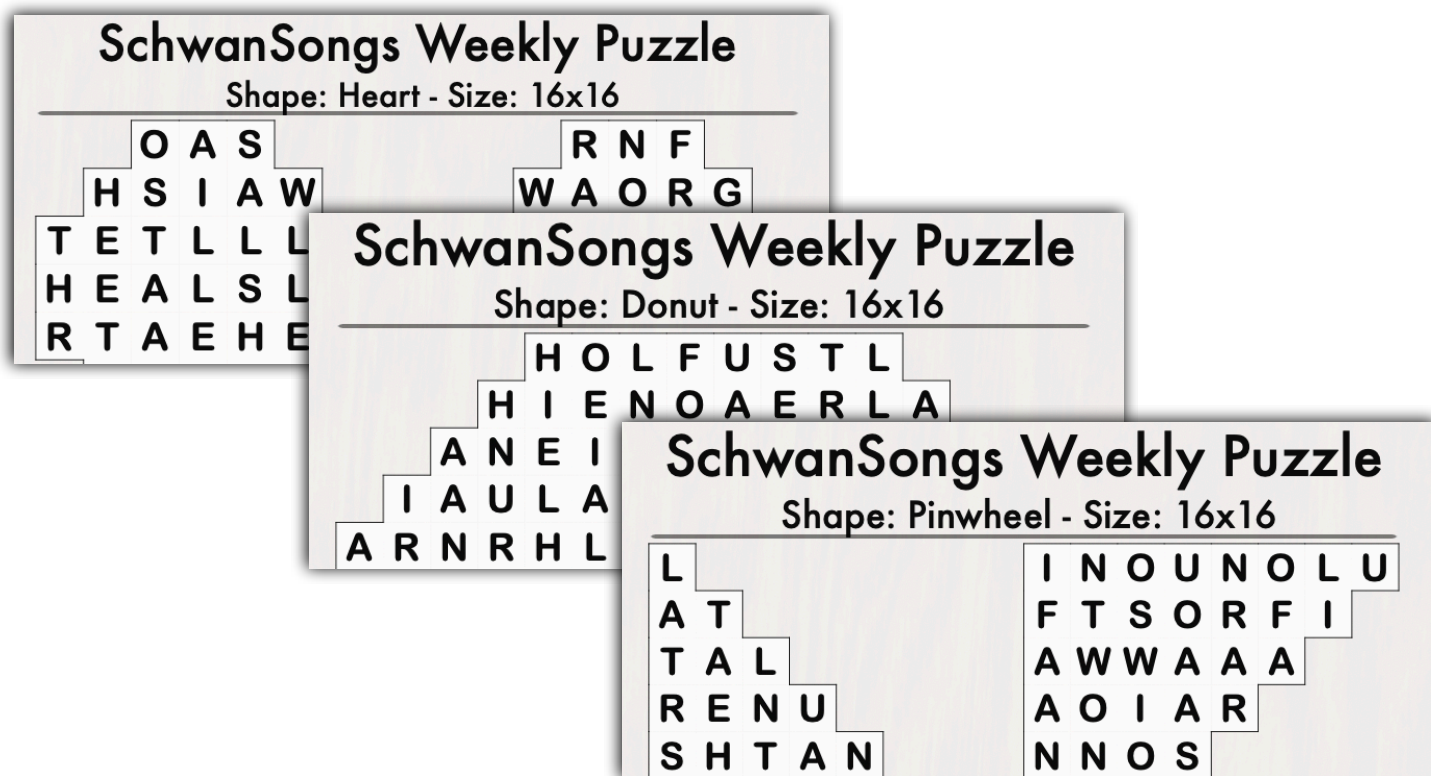 SchwanSongs Weekly Puzzle
Shape: Heart - Size: 16x16
O A S R N F
H S I A W W A O R G
T E T L L L
H E A L S L
R T A E H E
SchwanSongs Weekly Puzzle
Shape: Donut - Size: 16x16
H O L F U S T L
H I E N O A E R L A
A N E I
I A U L A
A R N R H L
SchwanSongs Weekly Puzzle
Shape: Pinwheel - Size: 16x16
L I N O U N O L U
A T F T S O R F I
T A L A W W A A A
R E N U A O I A R
S H T A N N N O S